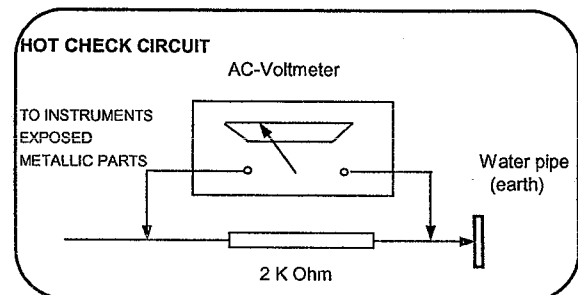 HOT CHECK CIRCUIT
AC-Voltmeter
TO INSTRUMENTS
EXPOSED
METALLIC PARTS
Water pipe
(earth)
2 K Ohm